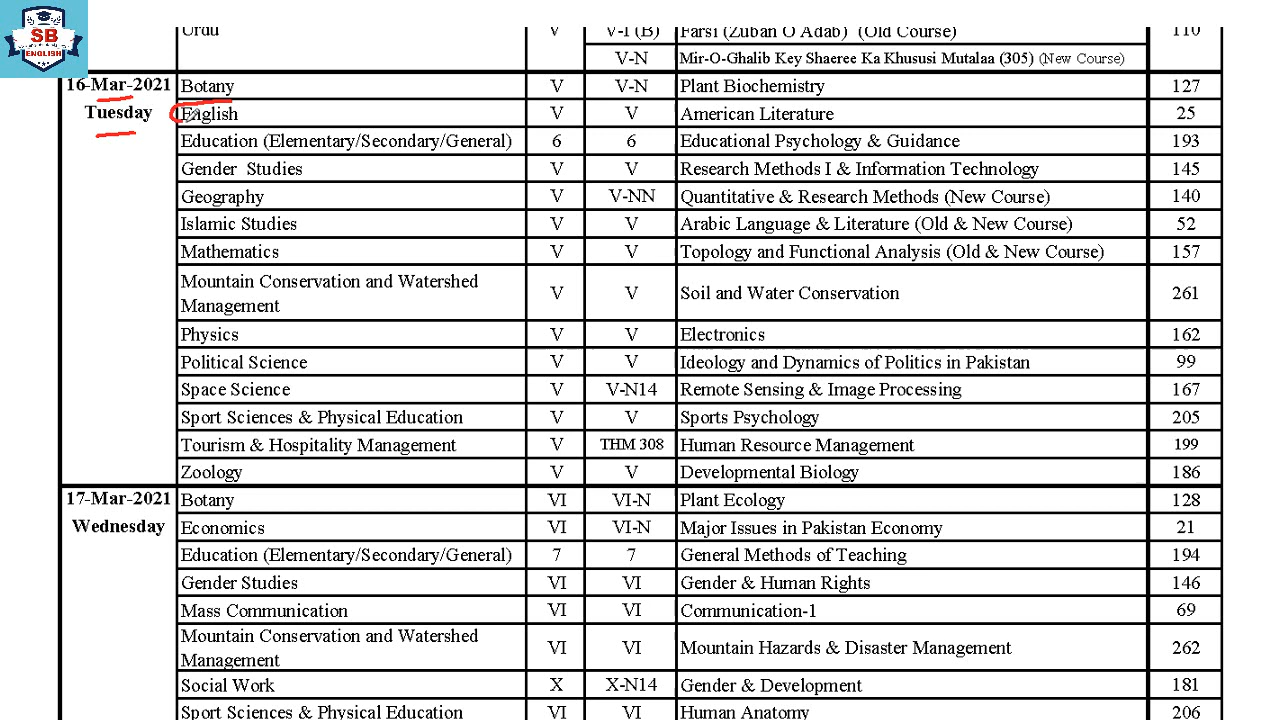 SB
ENGLISH
Urdu V V-I (B) Farsi (Zuban O Adab) (Old Course) 110
V-N Mir-O-Ghalib Key Shaeree Ka Khususi Mutalaa (305) (New Course)
16-Mar-2021 Botany V V-N Plant Biochemistry 127
Tuesday English V V American Literature 25
Education (Elementary/Secondary/General) 6 6 Educational Psychology & Guidance 193
Gender Studies V V Research Methods I & Information Technology 145
Geography V V-NN Quantitative & Research Methods (New Course) 140
Islamic Studies V V Arabic Language & Literature (Old & New Course) 52
Mathematics V V Topology and Functional Analysis (Old & New Course) 157
Mountain Conservation and Watershed
Management V V Soil and Water Conservation 261
Physics V V Electronics 162
Political Science V V Ideology and Dynamics of Politics in Pakistan 99
Space Science V V-N14 Remote Sensing & Image Processing 167
Sport Sciences & Physical Education V V Sports Psychology 205
Tourism & Hospitality Management V THM 308 Human Resource Management 199
Zoology V V Developmental Biology 186
17-Mar-2021 Botany VI VI-N Plant Ecology 128
Wednesday Economics VI VI-N Major Issues in Pakistan Economy 21
Education (Elementary/Secondary/General) 7 7 General Methods of Teaching 194
Gender Studies VI VI Gender & Human Rights 146
Mass Communication VI VI Communication-1 69
Mountain Conservation and Watershed
Management VI VI Mountain Hazards & Disaster Management 262
Social Work X X-N14 Gender & Development 181
Sport Sciences & Physical Education VI VI Human Anatomy 206